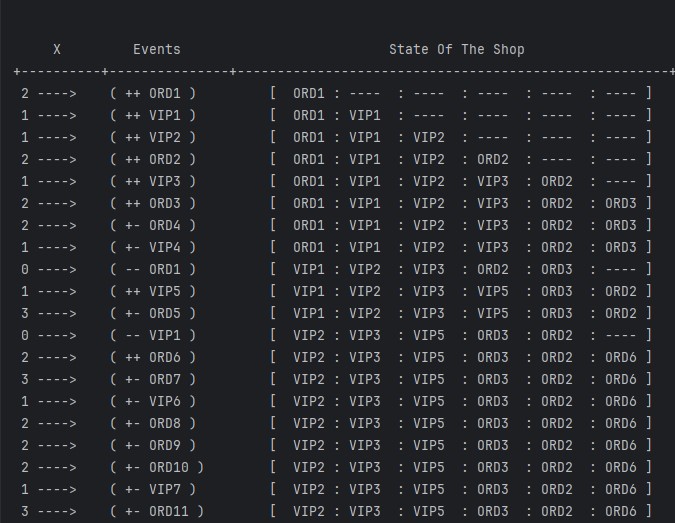 X Events State Of The Shop
+----------+---------------+--------------------------------------------------------+
2 ----> ( ++ ORD1 ) [ ORD1 : ---- : ---- : ---- : ---- : ---- ]
1 ----> ( ++ VIP1 ) [ ORD1 : VIP1 : ---- : ---- : ---- : ---- ]
1 ----> ( ++ VIP2 ) [ ORD1 : VIP1 : VIP2 : ---- : ---- : ---- ]
2 ----> ( ++ ORD2 ) [ ORD1 : VIP1 : VIP2 : ORD2 : ---- : ---- ]
1 ----> ( ++ VIP3 ) [ ORD1 : VIP1 : VIP2 : VIP3 : ORD2 : ---- ]
2 ----> ( ++ ORD3 ) [ ORD1 : VIP1 : VIP2 : VIP3 : ORD2 : ORD3 ]
2 ----> ( +- ORD4 ) [ ORD1 : VIP1 : VIP2 : VIP3 : ORD2 : ORD3 ]
1 ----> ( +- VIP4 ) [ ORD1 : VIP1 : VIP2 : VIP3 : ORD2 : ORD3 ]
0 ----> ( -- ORD1 ) [ VIP1 : VIP2 : VIP3 : ORD2 : ORD3 : ---- ]
1 ----> ( ++ VIP5 ) [ VIP1 : VIP2 : VIP3 : VIP5 : ORD3 : ORD2 ]
3 ----> ( +- ORD5 ) [ VIP1 : VIP2 : VIP3 : VIP5 : ORD3 : ORD2 ]
0 ----> ( -- VIP1 ) [ VIP2 : VIP3 : VIP5 : ORD3 : ORD2 : ---- ]
2 ----> ( ++ ORD6 ) [ VIP2 : VIP3 : VIP5 : ORD3 : ORD2 : ORD6 ]
3 ----> ( +- ORD7 ) [ VIP2 : VIP3 : VIP5 : ORD3 : ORD2 : ORD6 ]
1 ----> ( +- VIP6 ) [ VIP2 : VIP3 : VIP5 : ORD3 : ORD2 : ORD6 ]
2 ----> ( +- ORD8 ) [ VIP2 : VIP3 : VIP5 : ORD3 : ORD2 : ORD6 ]
2 ----> ( +- ORD9 ) [ VIP2 : VIP3 : VIP5 : ORD3 : ORD2 : ORD6 ]
2 ----> ( +- ORD10 ) [ VIP2 : VIP3 : VIP5 : ORD3 : ORD2 : ORD6 ]
1 ----> ( +- VIP7 ) [ VIP2 : VIP3 : VIP5 : ORD3 : ORD2 : ORD6 ]
3 ----> ( +- ORD11 ) [ VIP2 : VIP3 : VIP5 : ORD3 : ORD2 : ORD6 ]